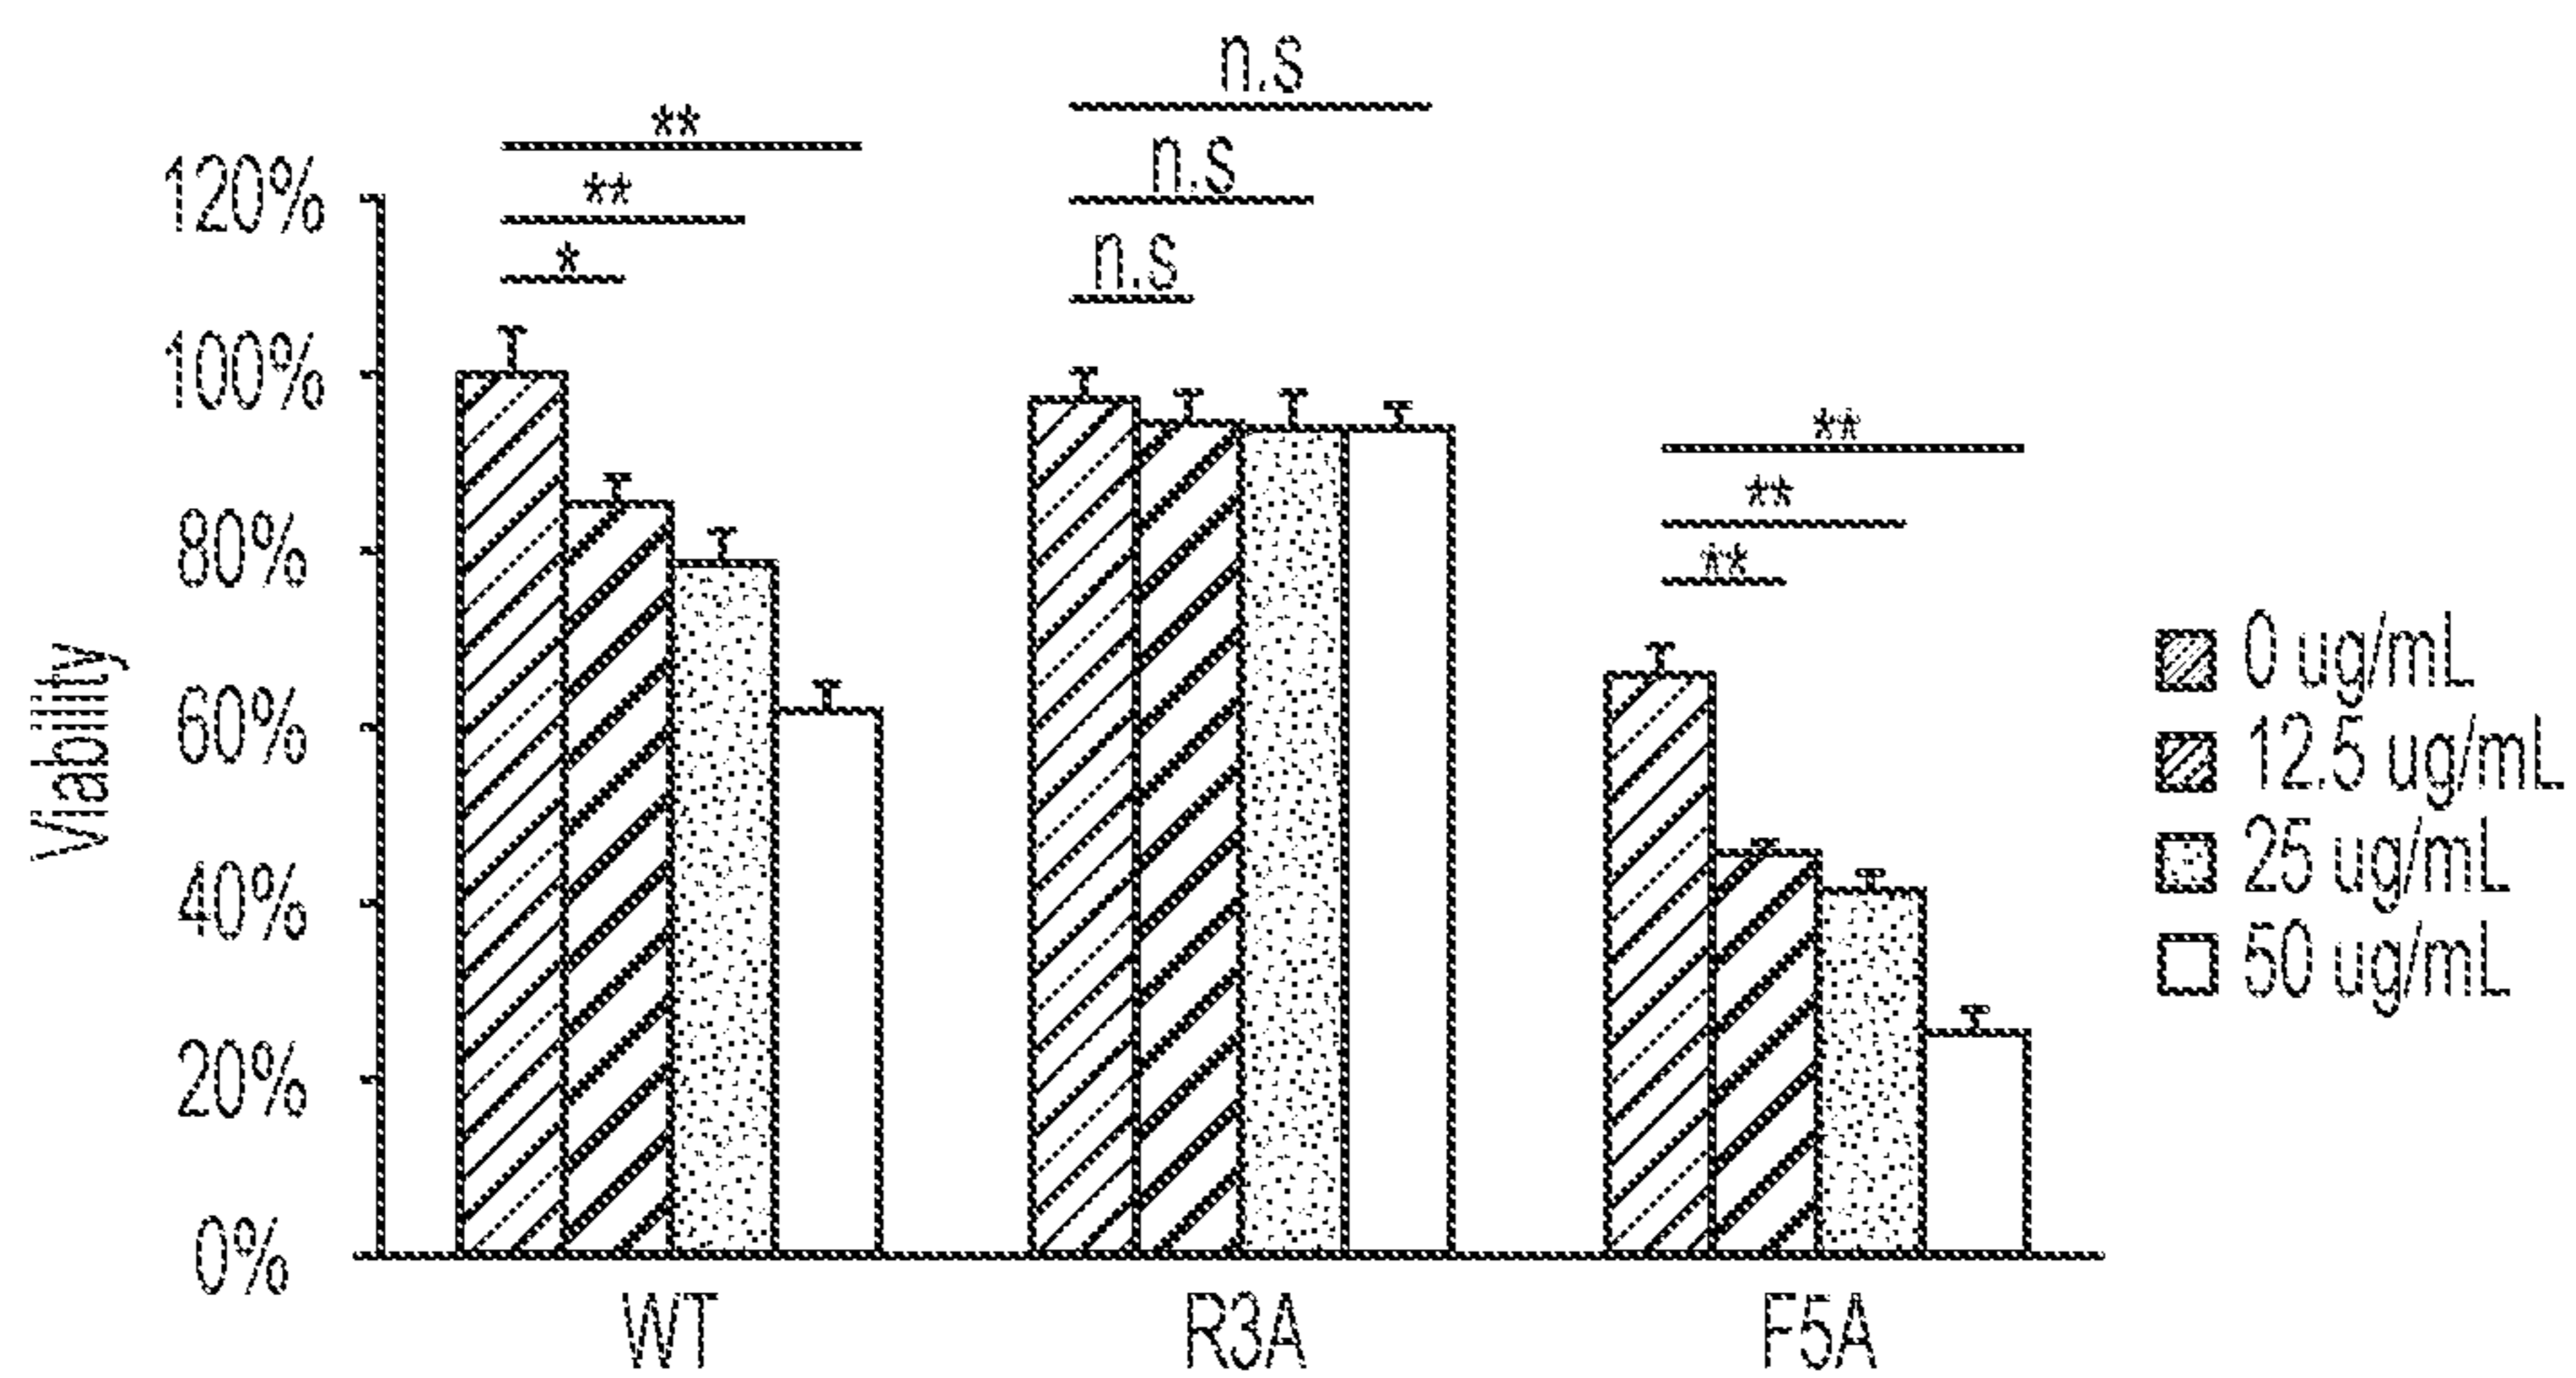 n.s
**
n.s
120%
**
n.s
*
100%
**
80%
**
**
Viability
60%
0 ug/mL
12.5 ug/mL
25 ug/mL
50 ug/mL
40%
20%
0%
WT
R3A
F5A